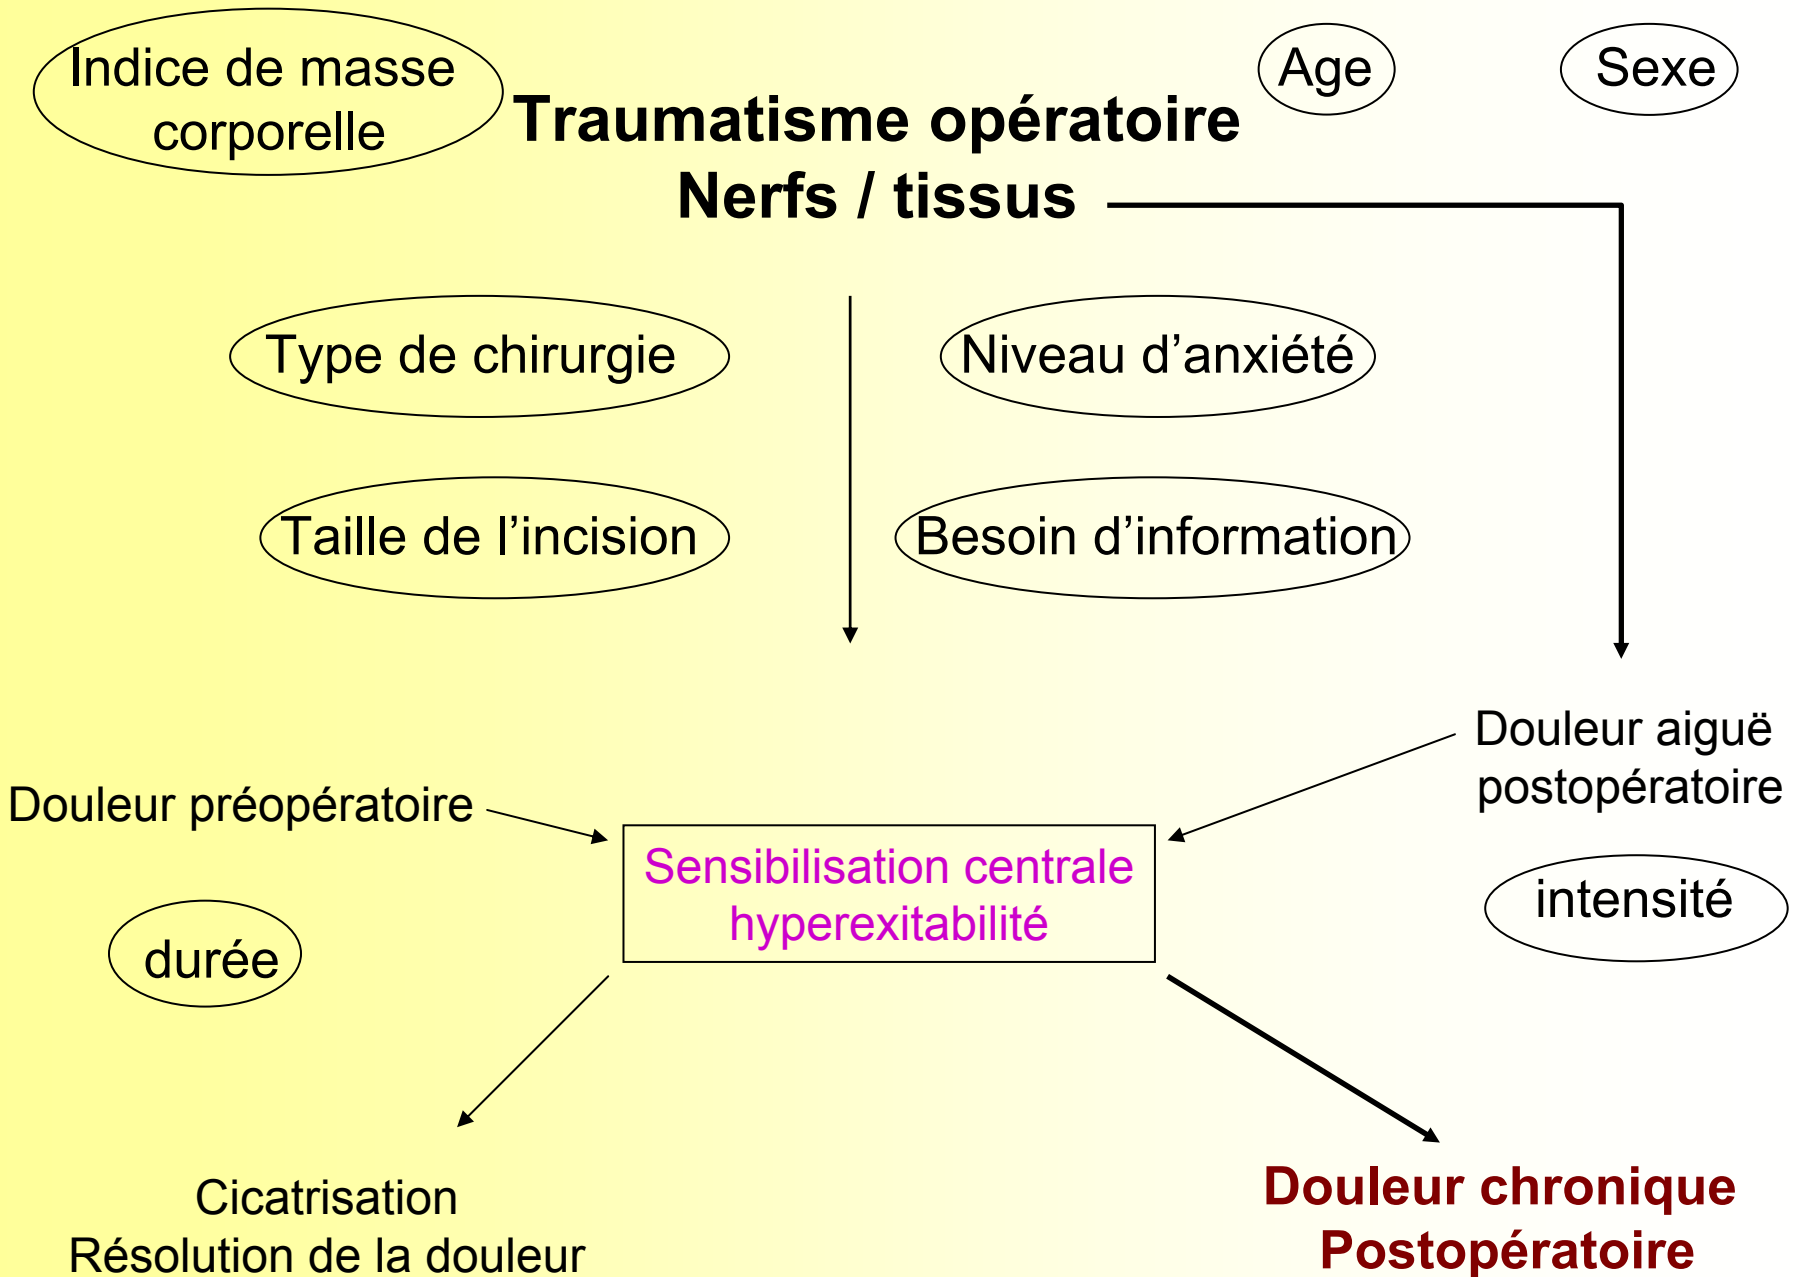 Indice de masse
corporelle
Age
Sexe
Traumatisme opératoire
Nerfs / tissus
Type de chirurgie
Niveau d’anxiété
Taille de l’incision
Besoin d’information
Douleur aiguë
postopératoire
Douleur préopératoire
Sensibilisation centrale
hyperexitabilité
intensité
durée
Cicatrisation
Résolution de la douleur
Douleur chronique
Postopératoire